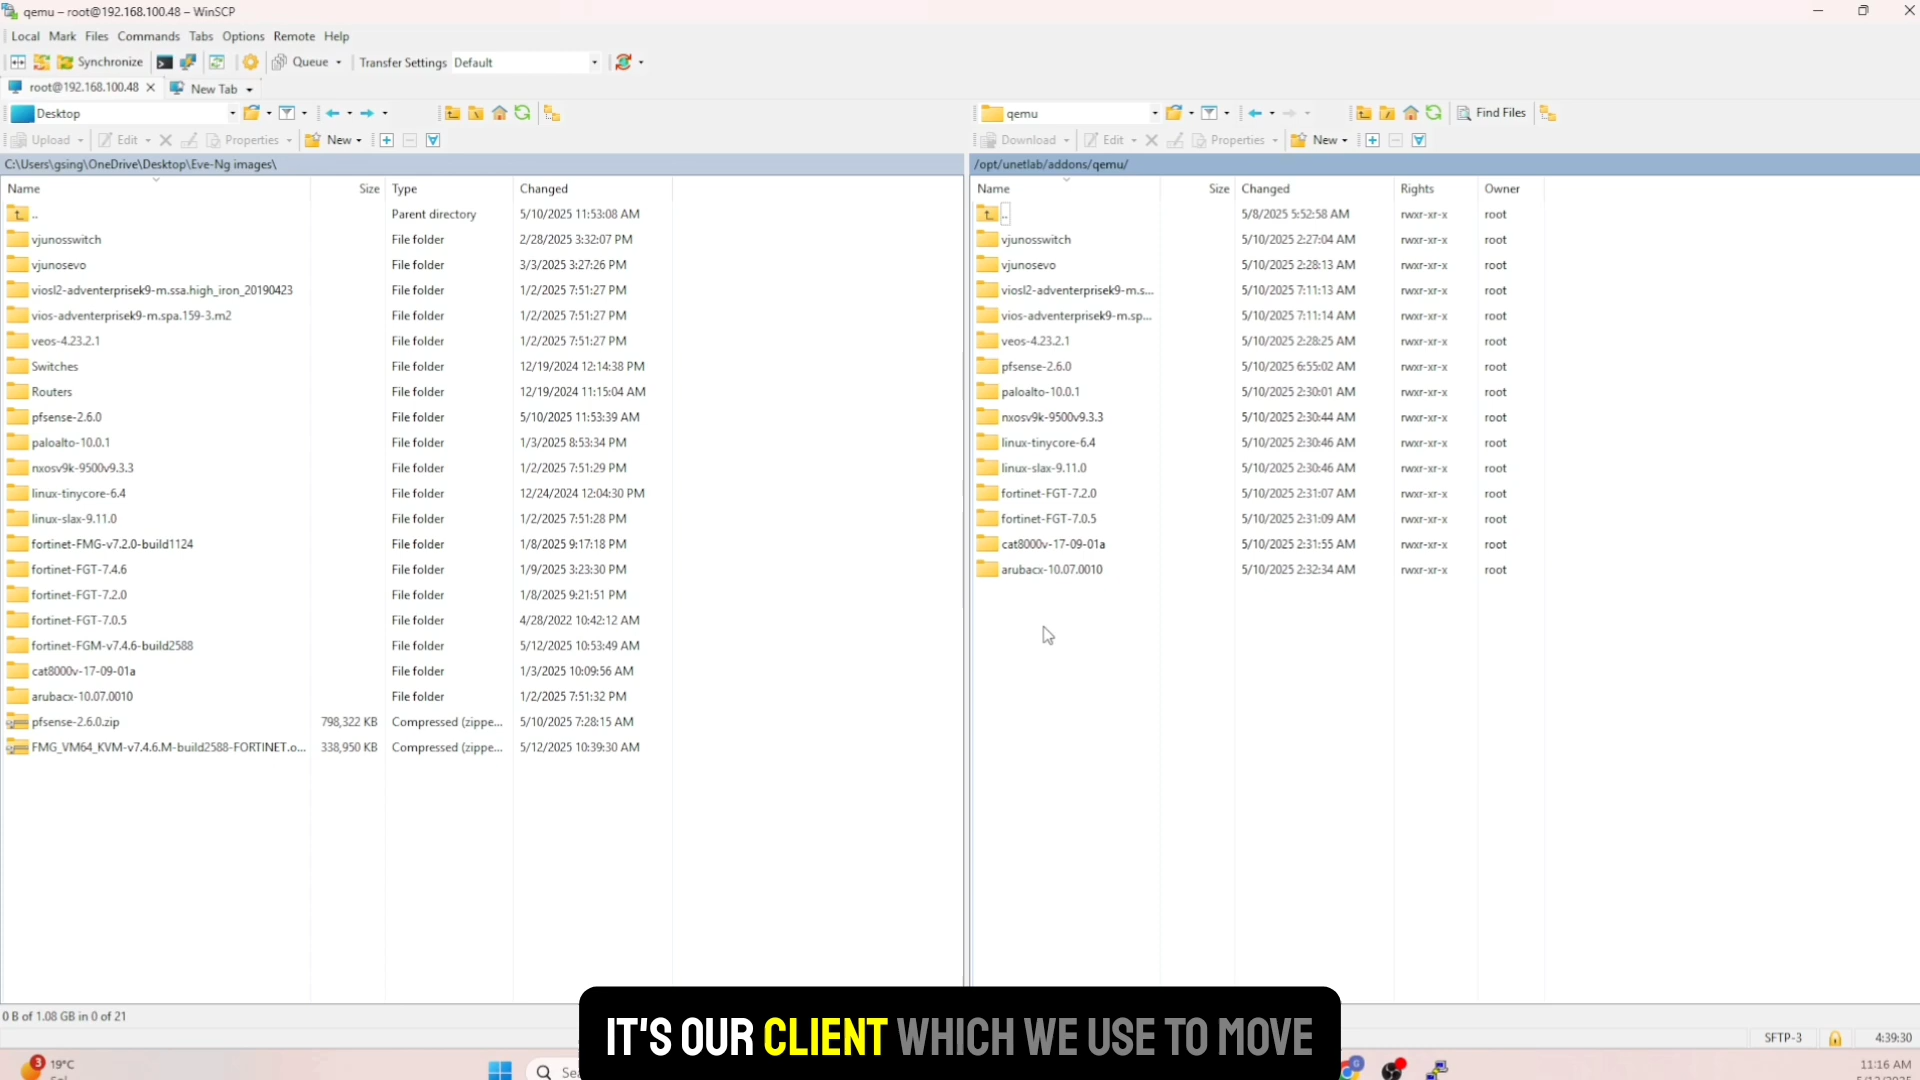 qemu – root@192.168.100.48 – WinSCP
Local Mark Files Commands Tabs Options Remote Help
Synchronize Queue Transfer Settings Default
root@192.168.100.48 New Tab
Desktop
Upload Edit Properties New
C:\Users\gsing\OneDrive\Desktop\Eve-Ng images\
Name Size Type Changed
.. Parent directory 5/10/2025 11:53:08 AM
vjunosswitch File folder 2/28/2025 3:32:07 PM
vjunosevo File folder 3/3/2025 3:27:26 PM
viosl2-adventerprisek9-m.ssa.high_iron_20190423 File folder 1/2/2025 7:51:27 PM
vios-adventerprisek9-m.spa.159-3.m2 File folder 1/2/2025 7:51:27 PM
veos-4.23.2.1 File folder 1/2/2025 7:51:27 PM
Switches File folder 12/19/2024 12:14:38 PM
Routers File folder 12/19/2024 11:15:04 AM
pfsense-2.6.0 File folder 5/10/2025 11:53:39 AM
paloalto-10.0.1 File folder 1/3/2025 8:53:34 PM
nxosv9k-9500v9.3.3 File folder 1/2/2025 7:51:29 PM
linux-tinycore-6.4 File folder 12/24/2024 12:04:30 PM
linux-slax-9.11.0 File folder 1/2/2025 7:51:28 PM
fortinet-FMG-v7.2.0-build1124 File folder 1/8/2025 9:17:18 PM
fortinet-FGT-7.4.6 File folder 1/9/2025 3:23:30 PM
fortinet-FGT-7.2.0 File folder 1/8/2025 9:21:51 PM
fortinet-FGT-7.0.5 File folder 4/28/2022 10:42:12 AM
fortinet-FGM-v7.4.6-build2588 File folder 5/12/2025 10:53:49 AM
cat8000v-17-09-01a File folder 1/3/2025 10:09:56 AM
arubacx-10.07.0010 File folder 1/2/2025 7:51:32 PM
pfsense-2.6.0.zip 798,322 KB Compressed (zippe... 5/10/2025 7:28:15 AM
FMG_VM64_KVM-v7.4.6.M-build2588-FORTINET.o... 338,950 KB Compressed (zippe... 5/12/2025 10:39:30 AM
0 B of 1.08 GB in 0 of 21
qemu Find Files
Download Edit Properties New
/opt/unetlab/addons/qemu/
Name Size Changed Rights Owner
.. 5/8/2025 5:52:58 AM rwxr-xr-x root
vjunosswitch 5/10/2025 2:27:04 AM rwxr-xr-x root
vjunosevo 5/10/2025 2:28:13 AM rwxr-xr-x root
viosl2-adventerprisek9-m.s... 5/10/2025 7:11:13 AM rwxr-xr-x root
vios-adventerprisek9-m.sp... 5/10/2025 7:11:14 AM rwxr-xr-x root
veos-4.23.2.1 5/10/2025 2:28:25 AM rwxr-xr-x root
pfsense-2.6.0 5/10/2025 6:55:02 AM rwxr-xr-x root
paloalto-10.0.1 5/10/2025 2:30:01 AM rwxr-xr-x root
nxosv9k-9500v9.3.3 5/10/2025 2:30:44 AM rwxr-xr-x root
linux-tinycore-6.4 5/10/2025 2:30:46 AM rwxr-xr-x root
linux-slax-9.11.0 5/10/2025 2:30:46 AM rwxr-xr-x root
fortinet-FGT-7.2.0 5/10/2025 2:31:07 AM rwxr-xr-x root
fortinet-FGT-7.0.5 5/10/2025 2:31:09 AM rwxr-xr-x root
cat8000v-17-09-01a 5/10/2025 2:31:55 AM rwxr-xr-x root
arubacx-10.07.0010 5/10/2025 2:32:34 AM rwxr-xr-x root
IT'S OUR CLIENT WHICH WE USE TO MOVE
SFTP-3 4:39:30
3 19°C
11:16 AM